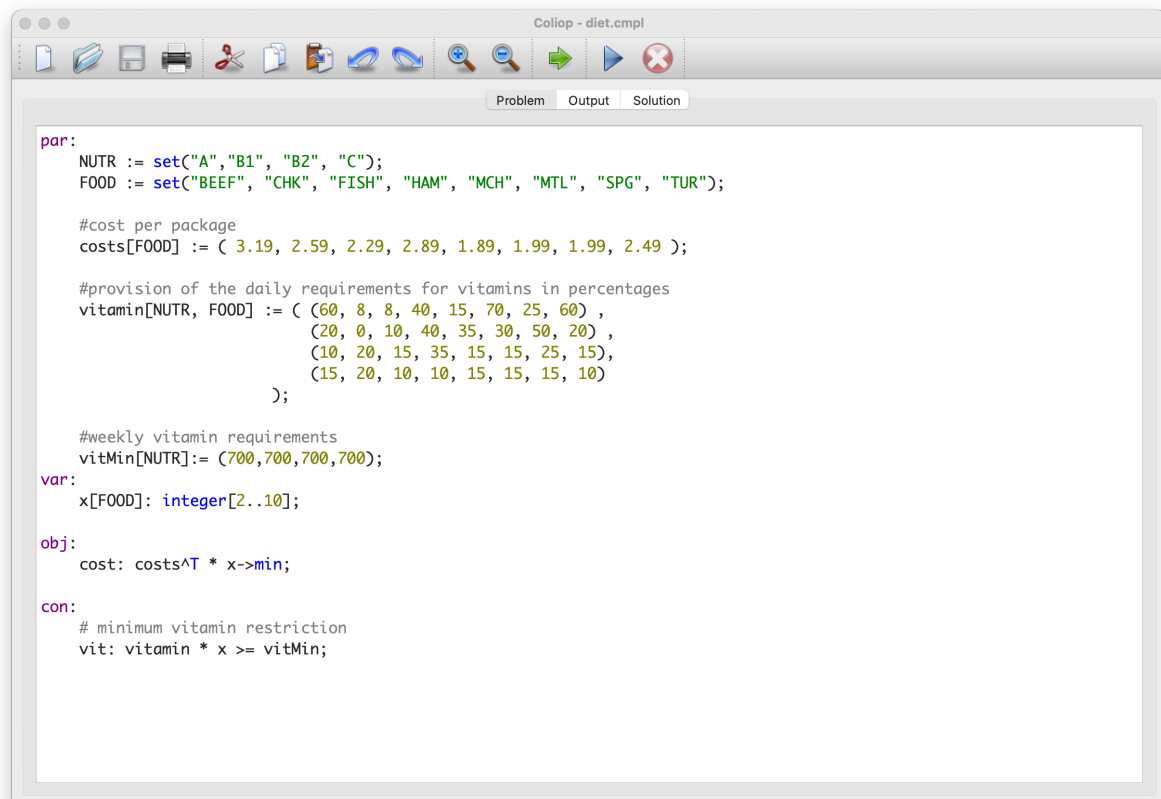 Coliop - diet.cmpl
Problem Output Solution
par:
NUTR := set("A","B1", "B2", "C");
FOOD := set("BEEF", "CHK", "FISH", "HAM", "MCH", "MTL", "SPG", "TUR");
#cost per package
costs[FOOD] := ( 3.19, 2.59, 2.29, 2.89, 1.89, 1.99, 1.99, 2.49 );
#provision of the daily requirements for vitamins in percentages
vitamin[NUTR, FOOD] := ( (60, 8, 8, 40, 15, 70, 25, 60) ,
(20, 0, 10, 40, 35, 30, 50, 20) ,
(10, 20, 15, 35, 15, 15, 25, 15),
(15, 20, 10, 10, 15, 15, 15, 10)
);
#weekly vitamin requirements
vitMin[NUTR]:= (700,700,700,700);
var:
x[FOOD]: integer[2..10];
obj:
cost: costs^T * x->min;
con:
# minimum vitamin restriction
vit: vitamin * x >= vitMin;